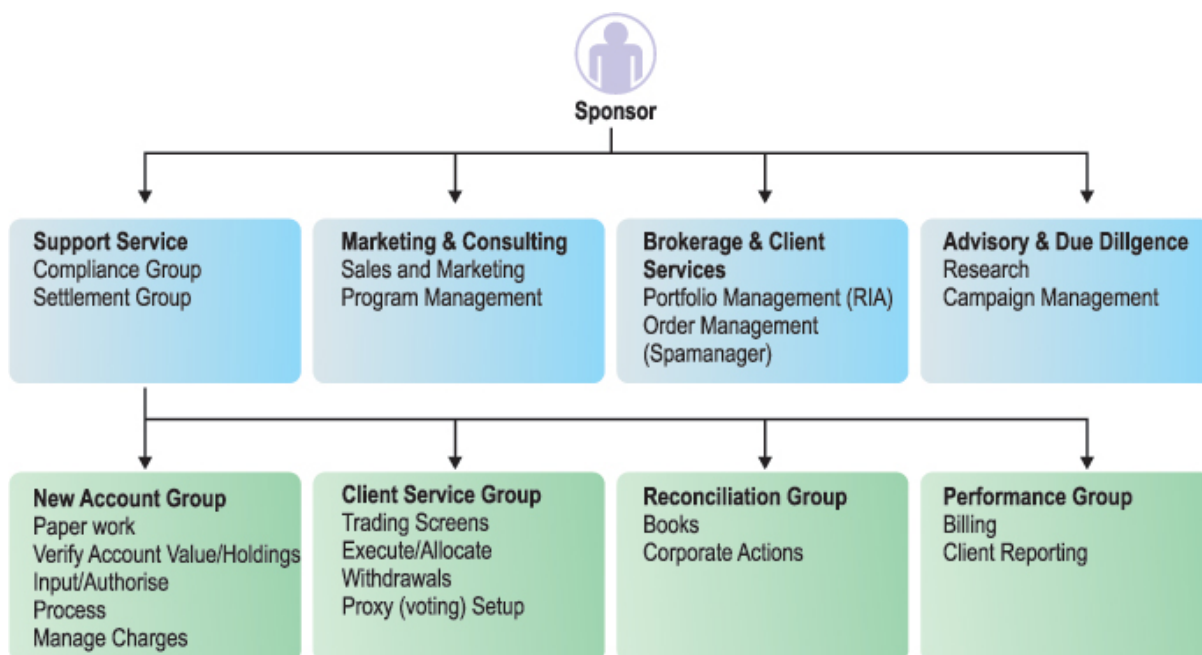 Sponsor
Support Service
Compliance Group
Settlement Group
Marketing & Consulting
Sales and Marketing
Program Management
Brokerage & Client
Services
Portfolio Management (RIA)
Order Management
(Spamanager)
Advisory & Due Dillgence
Research
Campaign Management
New Account Group
Paper work
Verify Account Value/Holdings
Input/Authorise
Process
Manage Charges
Client Service Group
Trading Screens
Execute/Allocate
Withdrawals
Proxy (voting) Setup
Reconciliation Group
Books
Corporate Actions
Performance Group
Billing
Client Reporting